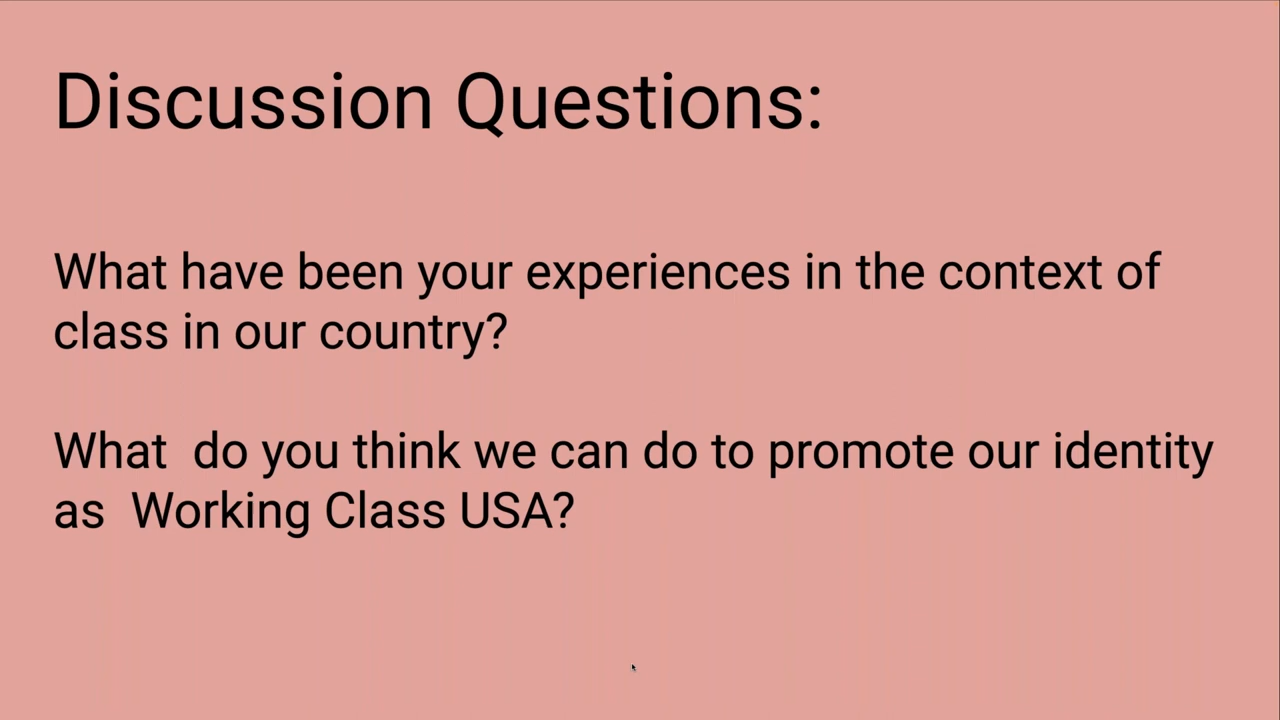 Discussion Questions:
What have been your experiences in the context of
class in our country?
What  do you think we can do to promote our identity
as  Working Class USA?